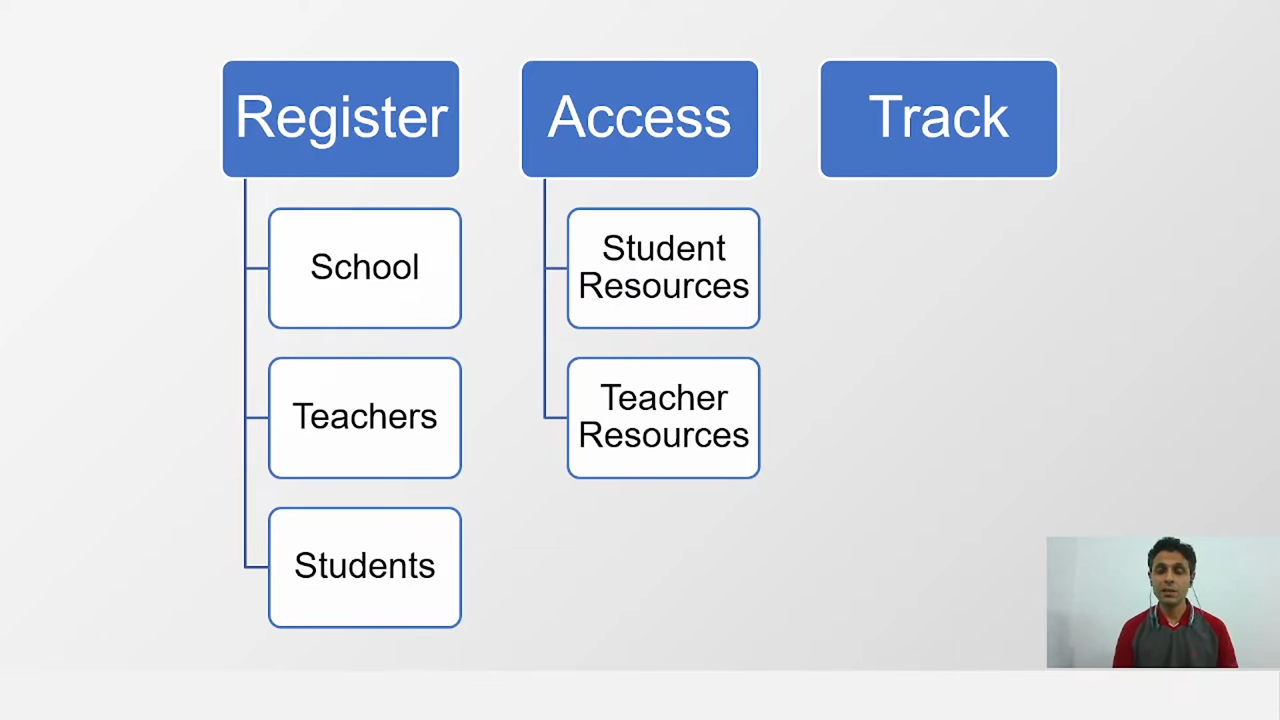 Register
School
Teachers
Students
Access
Student
Resources
Teacher
Resources
Track